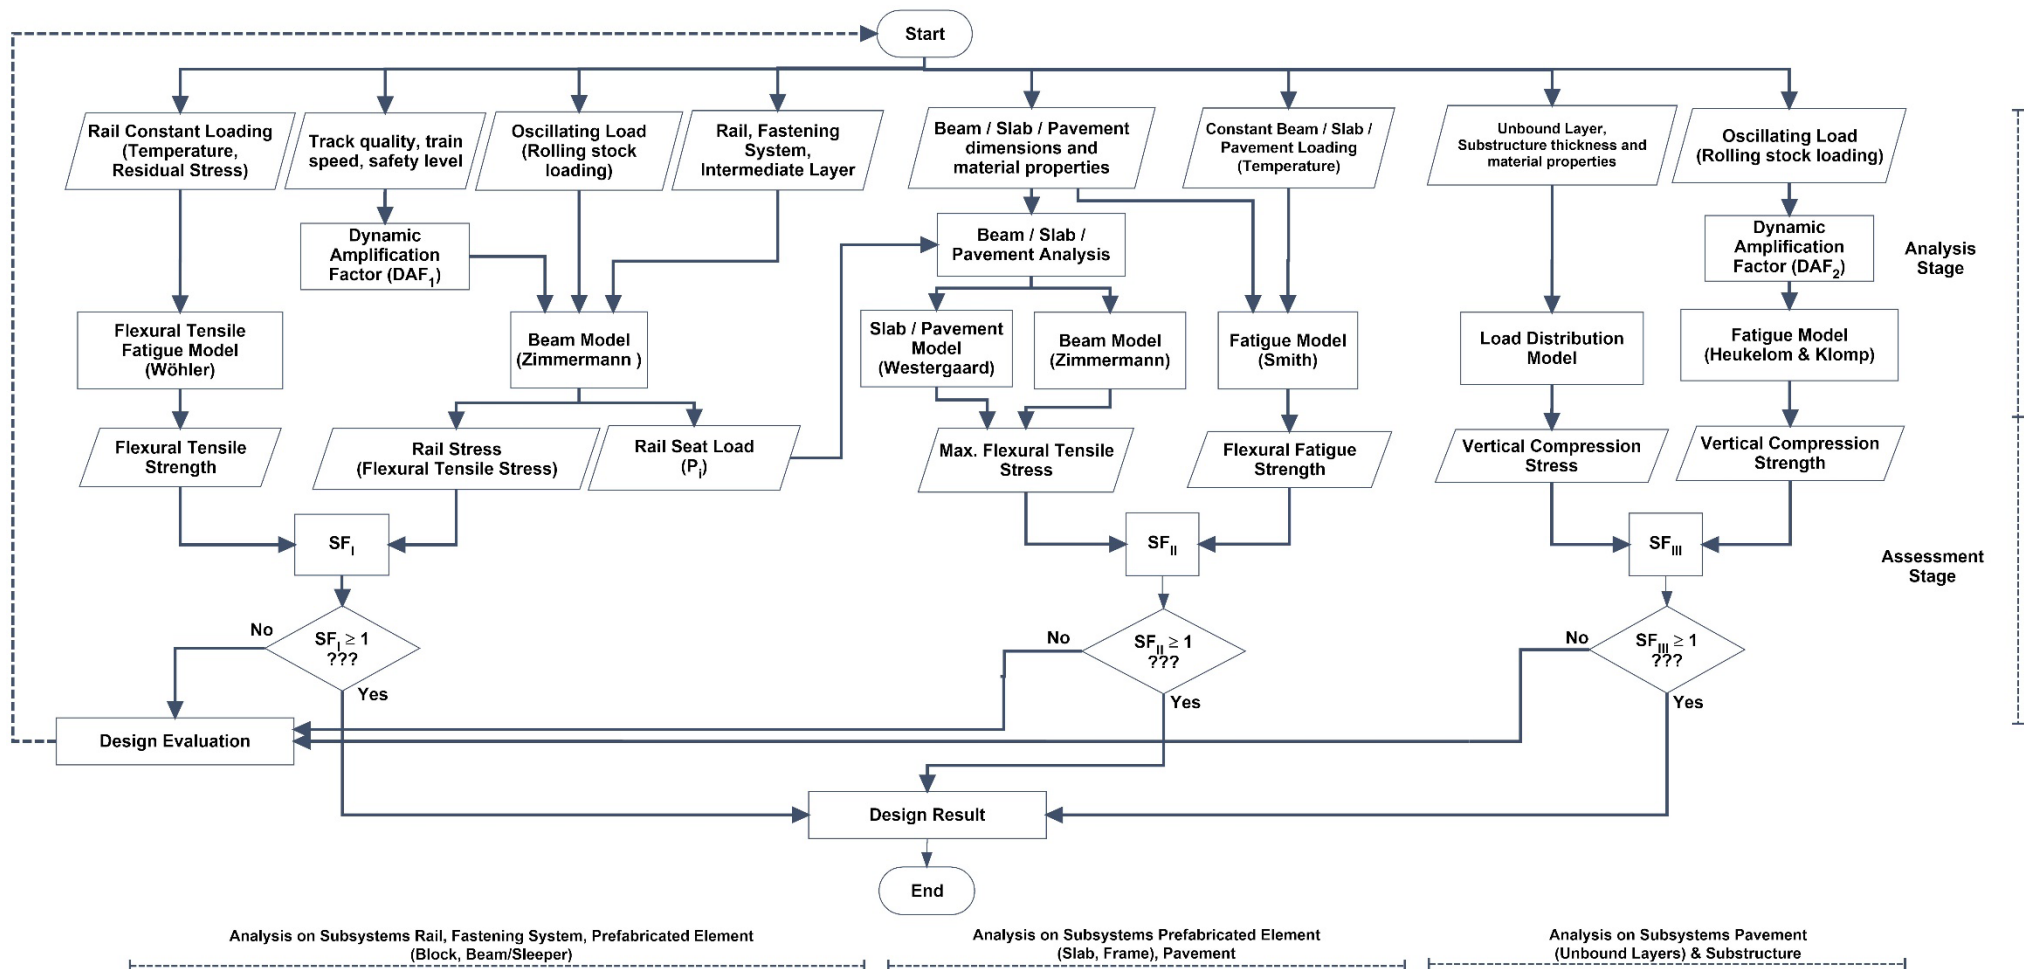 Start
Rail Constant Loading
(Temperature,
Residual Stress)
Track quality, train
speed, safety level
Oscillating Load
(Rolling stock
loading)
Rail, Fastening
System,
Intermediate Layer
Beam / Slab / Pavement
dimensions and
material properties
Constant Beam / Slab /
Pavement Loading
(Temperature)
Unbound Layer,
Substructure thickness and
material properties
Oscillating Load
(Rolling stock loading)
Dynamic
Amplification
Factor (DAF1)
Beam / Slab /
Pavement Analysis
Dynamic
Amplification
Factor (DAF2)
Analysis
Stage
Flexural Tensile
Fatigue Model
(Wöhler)
Beam Model
(Zimmermann )
Slab / Pavement
Model
(Westergaard)
Beam Model
(Zimmermann)
Fatigue Model
(Smith)
Load Distribution
Model
Fatigue Model
(Heukelom & Klomp)
Flexural Tensile
Strength
Rail Stress
(Flexural Tensile Stress)
Rail Seat Load
(Pi)
Max. Flexural Tensile
Stress
Flexural Fatigue
Strength
Vertical Compression
Stress
Vertical Compression
Strength
SFI
SFII
SFIII
Assessment
Stage
No
SFI ≥ 1
???
Yes
No
SFII ≥ 1
???
Yes
No
SFIII ≥ 1
???
Yes
Design Evaluation
Design Result
End
Analysis on Subsystems Rail, Fastening System, Prefabricated Element
(Block, Beam/Sleeper)
Analysis on Subsystems Prefabricated Element
(Slab, Frame), Pavement
Analysis on Subsystems Pavement
(Unbound Layers) & Substructure